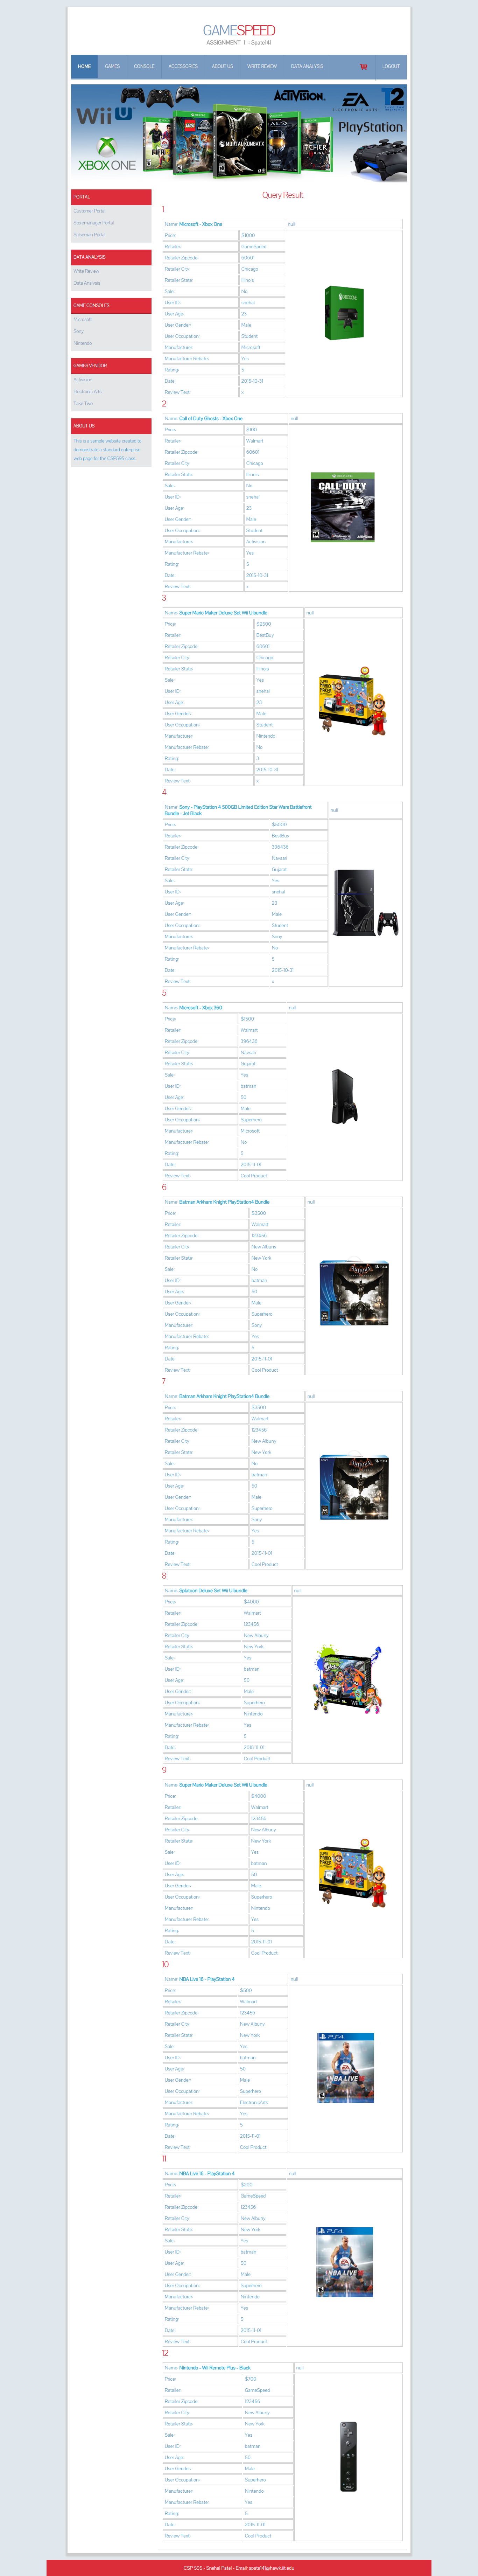 GAMESPEED
ASSIGNMENT 1 : Spatel141
HOME GAMES CONSOLE ACCESSORIES ABOUT US WRITE REVIEW DATA ANALYSIS LOGOUT
WiiU
XBOX ONE
ACTIVISION
EA
T2
PlayStation
PORTAL
Customer Portal
Storemanager Portal
Salesman Portal
DATA ANALYSIS
Write Review
Data Analysis
GAME CONSOLES
Microsoft
Sony
Nintendo
GAMES VENDOR
Activision
Electronic Arts
Take Two
ABOUT US
This is a sample website created to
demonstrate a standard enterprise
web page for the CSP595 class.
Query Result
1
Name: Microsoft - Xbox One null
Price: $1000
Retailer: GameSpeed
Retailer Zipcode: 60601
Retailer City: Chicago
Retailer State: Illinois
Sale: No
User ID: snehal
User Age: 23
User Gender: Male
User Occupation: Student
Manufacturer: Microsoft
Manufacturer Rebate: Yes
Rating: 5
Date: 2015-10-31
Review Text: x
2
Name: Call of Duty Ghosts - Xbox One null
Price: $100
Retailer: Walmart
Retailer Zipcode: 60601
Retailer City: Chicago
Retailer State: Illinois
Sale: No
User ID: snehal
User Age: 23
User Gender: Male
User Occupation: Student
Manufacturer: Activision
Manufacturer Rebate: Yes
Rating: 5
Date: 2015-10-31
Review Text: x
3
Name: Super Mario Maker Deluxe Set Wii U bundle null
Price: $2500
Retailer: BestBuy
Retailer Zipcode: 60601
Retailer City: Chicago
Retailer State: Illinois
Sale: Yes
User ID: snehal
User Age: 23
User Gender: Male
User Occupation: Student
Manufacturer: Nintendo
Manufacturer Rebate: No
Rating: 3
Date: 2015-10-31
Review Text: x
4
Name: Sony - PlayStation 4 500GB Limited Edition Star Wars Battlefront
Bundle - Jet Black null
Price: $5000
Retailer: BestBuy
Retailer Zipcode: 396436
Retailer City: Navsari
Retailer State: Gujarat
Sale: Yes
User ID: snehal
User Age: 23
User Gender: Male
User Occupation: Student
Manufacturer: Sony
Manufacturer Rebate: No
Rating: 5
Date: 2015-10-31
Review Text: x
5
Name: Microsoft - Xbox 360 null
Price: $1500
Retailer: Walmart
Retailer Zipcode: 396436
Retailer City: Navsari
Retailer State: Gujarat
Sale: Yes
User ID: batman
User Age: 50
User Gender: Male
User Occupation: Superhero
Manufacturer: Microsoft
Manufacturer Rebate: No
Rating: 5
Date: 2015-11-01
Review Text: Cool Product
6
Name: Batman Arkham Knight PlayStation4 Bundle null
Price: $3500
Retailer: Walmart
Retailer Zipcode: 123456
Retailer City: New Albuny
Retailer State: New York
Sale: No
User ID: batman
User Age: 50
User Gender: Male
User Occupation: Superhero
Manufacturer: Sony
Manufacturer Rebate: Yes
Rating: 5
Date: 2015-11-01
Review Text: Cool Product
7
Name: Batman Arkham Knight PlayStation4 Bundle null
Price: $3500
Retailer: Walmart
Retailer Zipcode: 123456
Retailer City: New Albuny
Retailer State: New York
Sale: No
User ID: batman
User Age: 50
User Gender: Male
User Occupation: Superhero
Manufacturer: Sony
Manufacturer Rebate: Yes
Rating: 5
Date: 2015-11-01
Review Text: Cool Product
8
Name: Splatoon Deluxe Set Wii U bundle null
Price: $4000
Retailer: Walmart
Retailer Zipcode: 123456
Retailer City: New Albuny
Retailer State: New York
Sale: Yes
User ID: batman
User Age: 50
User Gender: Male
User Occupation: Superhero
Manufacturer: Nintendo
Manufacturer Rebate: Yes
Rating: 5
Date: 2015-11-01
Review Text: Cool Product
9
Name: Super Mario Maker Deluxe Set Wii U bundle null
Price: $4000
Retailer: Walmart
Retailer Zipcode: 123456
Retailer City: New Albuny
Retailer State: New York
Sale: Yes
User ID: batman
User Age: 50
User Gender: Male
User Occupation: Superhero
Manufacturer: Nintendo
Manufacturer Rebate: Yes
Rating: 5
Date: 2015-11-01
Review Text: Cool Product
10
Name: NBA Live 16 - PlayStation 4 null
Price: $500
Retailer: Walmart
Retailer Zipcode: 123456
Retailer City: New Albuny
Retailer State: New York
Sale: Yes
User ID: batman
User Age: 50
User Gender: Male
User Occupation: Superhero
Manufacturer: ElectronicArts
Manufacturer Rebate: Yes
Rating: 5
Date: 2015-11-01
Review Text: Cool Product
11
Name: NBA Live 16 - PlayStation 4 null
Price: $200
Retailer: GameSpeed
Retailer Zipcode: 123456
Retailer City: New Albuny
Retailer State: New York
Sale: Yes
User ID: batman
User Age: 50
User Gender: Male
User Occupation: Superhero
Manufacturer: Nintendo
Manufacturer Rebate: Yes
Rating: 5
Date: 2015-11-01
Review Text: Cool Product
12
Name: Nintendo - Wii Remote Plus - Black null
Price: $700
Retailer: GameSpeed
Retailer Zipcode: 123456
Retailer City: New Albuny
Retailer State: New York
Sale: Yes
User ID: batman
User Age: 50
User Gender: Male
User Occupation: Superhero
Manufacturer: Nintendo
Manufacturer Rebate: Yes
Rating: 5
Date: 2015-11-01
Review Text: Cool Product
CSP 595 - Snehal Patel - Email: spatel141@hawk.iit.edu